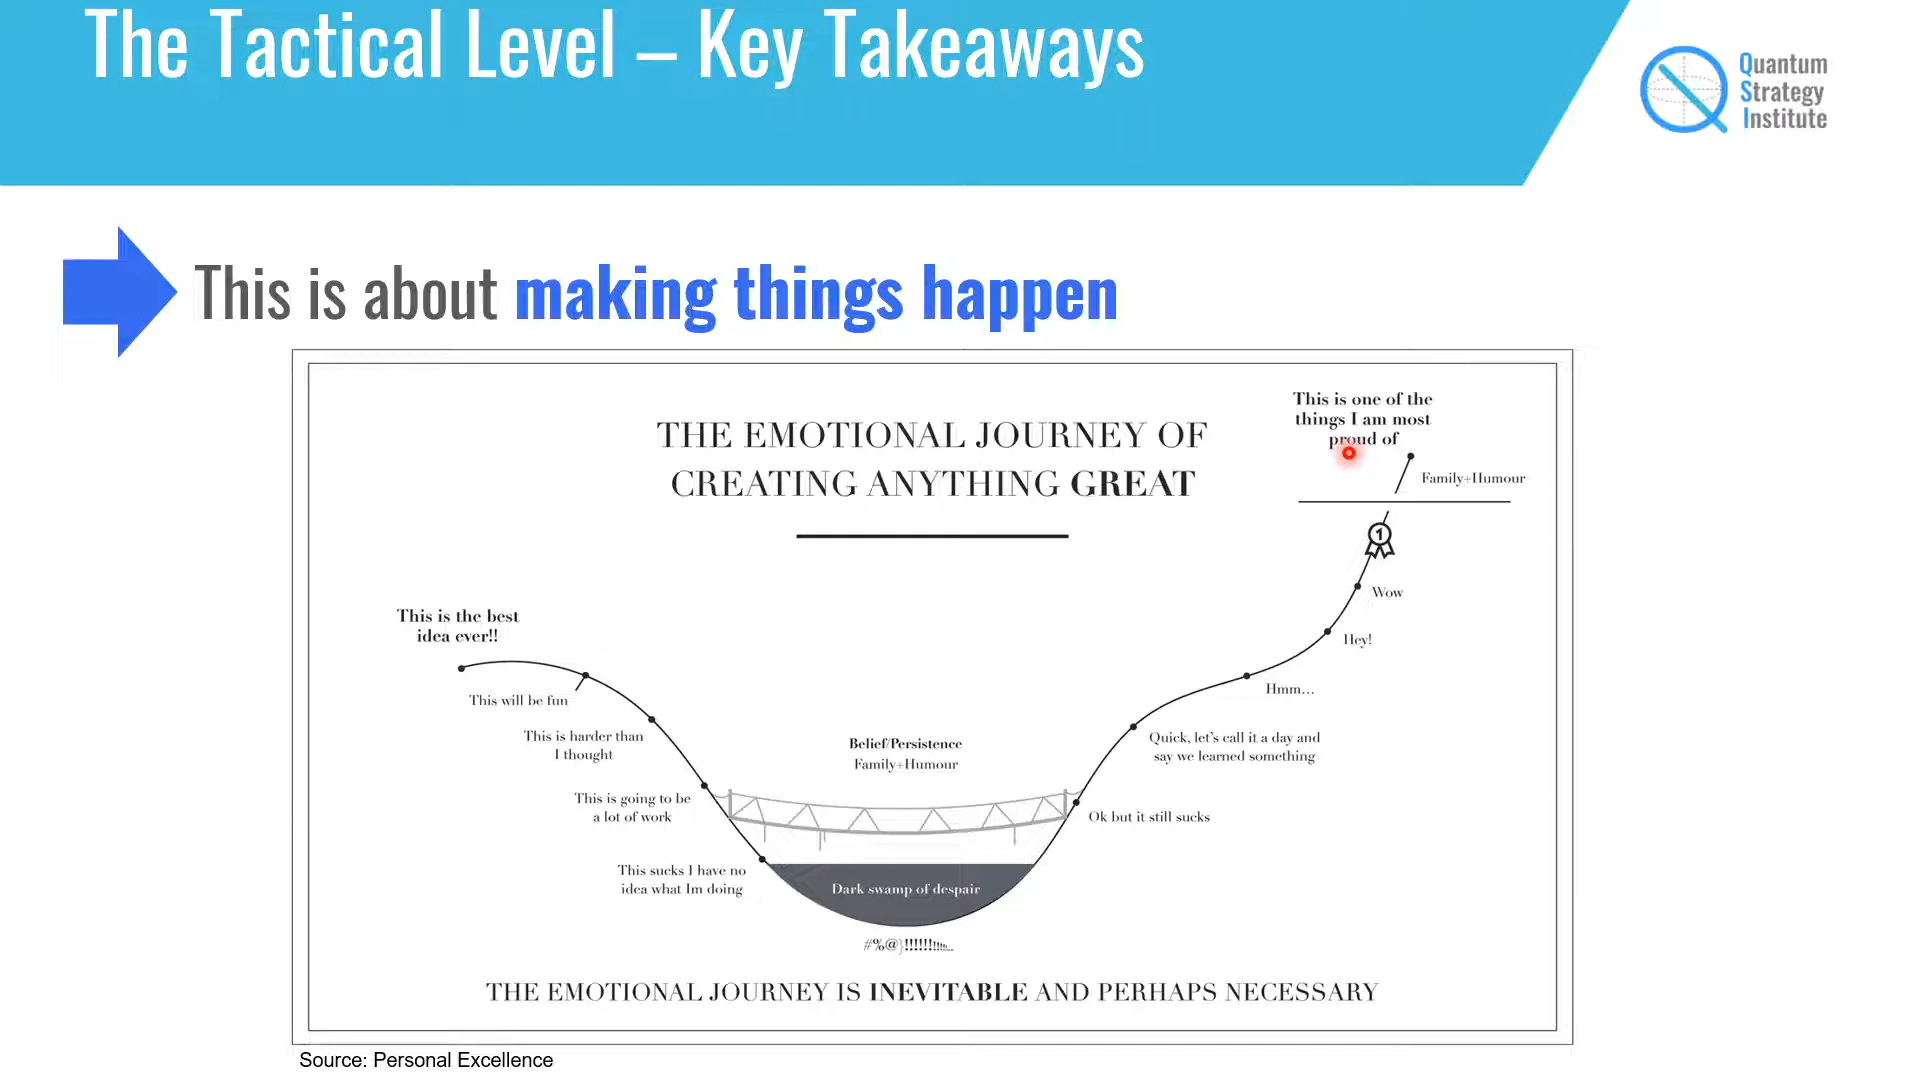 The Tactical Level – Key Takeaways
Quantum
Strategy
Institute
This is about making things happen
THE EMOTIONAL JOURNEY OF
CREATING ANYTHING GREAT
This is one of the
things I am most
proud of
Family+Humour
1
Wow
Hey!
Hmm...
Quick, let's call it a day and
say we learned something
Ok but it still sucks
This is the best
idea ever!!
This will be fun
This is harder than
I thought
This is going to be
a lot of work
This sucks I have no
idea what Im doing
Belief/Persistence
Family+Humour
Dark swamp of despair
THE EMOTIONAL JOURNEY IS INEVITABLE AND PERHAPS NECESSARY
Source: Personal Excellence